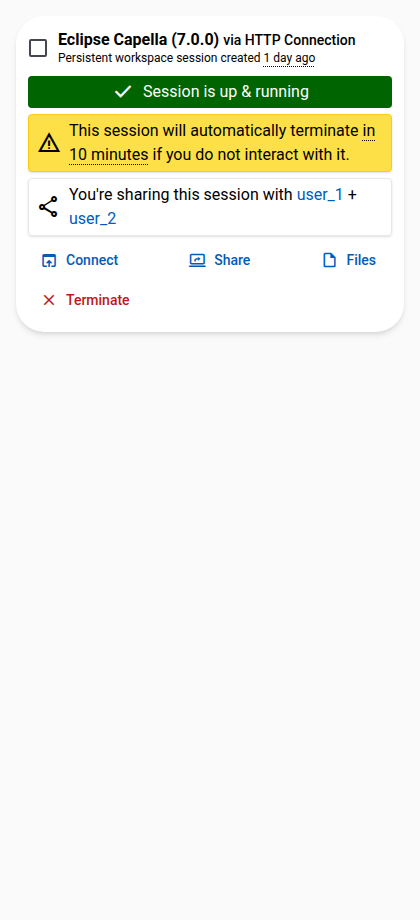 Eclipse Capella (7.0.0) via HTTP Connection
Persistent workspace session created 1 day ago
Session is up & running
This session will automatically terminate in
10 minutes if you do not interact with it.
You're sharing this session with user_1 +
user_2
Connect Share Files
Terminate